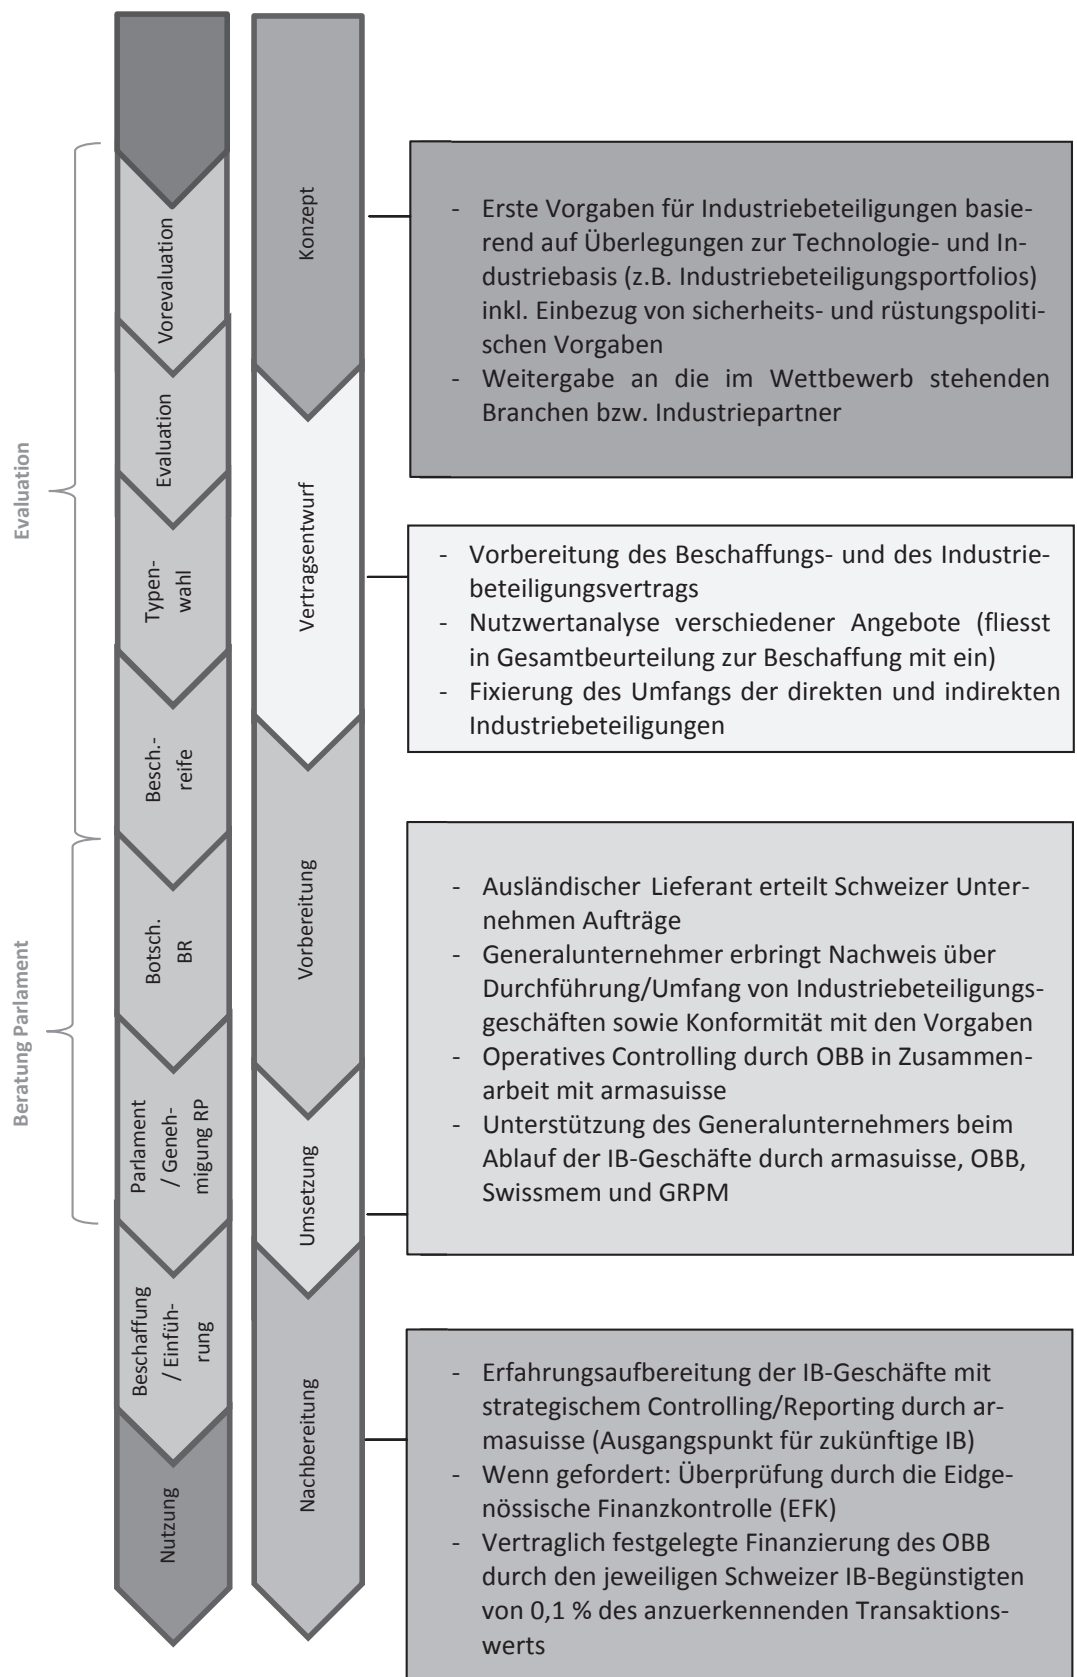 Evaluation
Beratung Parlament
Vorevaluation
Evaluation
Typen-
wahl
Besch.-
reife
Botsch.
BR
Parlament
/ Geneh-
migung RP
Beschaffung
/ Einfüh-
rung
Nutzung
Konzept
Vertragsentwurf
Vorbereitung
Umsetzung
Nachbereitung
- Erste Vorgaben für Industriebeteiligungen basie-
rend auf Überlegungen zur Technologie- und In-
dustriebasis (z.B. Industriebeteiligungsportfolios)
inkl. Einbezug von sicherheits- und rüstungspoliti-
schen Vorgaben
- Weitergabe an die im Wettbewerb stehenden
Branchen bzw. Industriepartner
- Vorbereitung des Beschaffungs- und des Industrie-
beteiligungsvertrags
- Nutzwertanalyse verschiedener Angebote (fliesst
in Gesamtbeurteilung zur Beschaffung mit ein)
- Fixierung des Umfangs der direkten und indirekten
Industriebeteiligungen
- Ausländischer Lieferant erteilt Schweizer Unter-
nehmen Aufträge
- Generalunternehmer erbringt Nachweis über
Durchführung/Umfang von Industriebeteiligungs-
geschäften sowie Konformität mit den Vorgaben
- Operatives Controlling durch OBB in Zusammen-
arbeit mit armasuisse
- Unterstützung des Generalunternehmers beim
Ablauf der IB-Geschäfte durch armasuisse, OBB,
Swissmem und GRPM
- Erfahrungsaufbereitung der IB-Geschäfte mit
strategischem Controlling/Reporting durch ar-
masuisse (Ausgangspunkt für zukünftige IB)
- Wenn gefordert: Überprüfung durch die Eidge-
nössische Finanzkontrolle (EFK)
- Vertraglich festgelegte Finanzierung des OBB
durch den jeweiligen Schweizer IB-Begünstigten
von 0,1 % des anzuerkennenden Transaktions-
werts